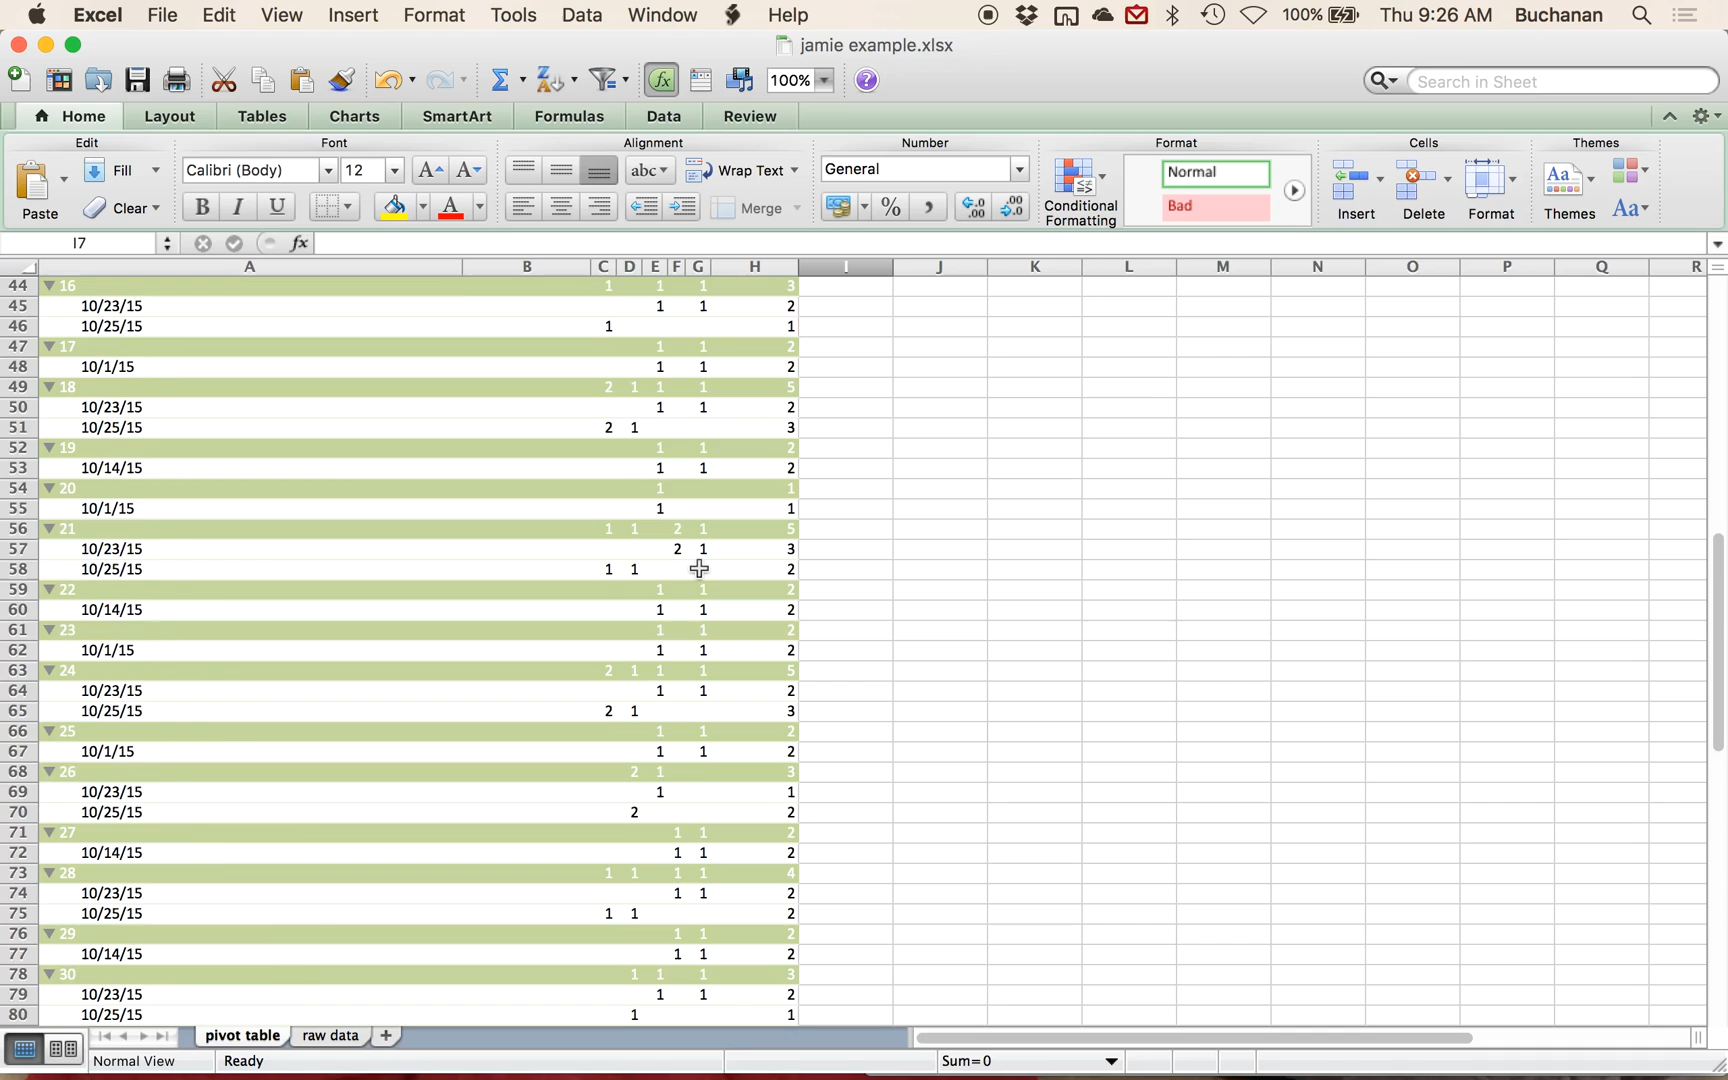 Excel File Edit View Insert Format Tools Data Window Help 100% Thu 9:26 AM Buchanan
jamie example.xlsx
fx 100% ? Search in Sheet
Home Layout Tables Charts SmartArt Formulas Data Review
Edit Font Alignment Number Format Cells Themes
Fill Calibri (Body) 12 A A abc Wrap Text General Normal Aa
Paste Clear B I U A Merge % , .0 .00 .00 .0 Conditional Formatting Bad Insert Delete Format Themes Aa
I7 fx
A B C D E F G H I J K L M N O P Q R
44 16 1 1 1 3
45 10/23/15 1 1 2
46 10/25/15 1 1
47 17 1 1 2
48 10/1/15 1 1 2
49 18 2 1 1 1 5
50 10/23/15 1 1 2
51 10/25/15 2 1 3
52 19 1 1 2
53 10/14/15 1 1 2
54 20 1 1
55 10/1/15 1 1
56 21 1 1 2 1 5
57 10/23/15 2 1 3
58 10/25/15 1 1 2
59 22 1 1 2
60 10/14/15 1 1 2
61 23 1 1 2
62 10/1/15 1 1 2
63 24 2 1 1 1 5
64 10/23/15 1 1 2
65 10/25/15 2 1 3
66 25 1 1 2
67 10/1/15 1 1 2
68 26 2 1 3
69 10/23/15 1 1
70 10/25/15 2 2
71 27 1 1 2
72 10/14/15 1 1 2
73 28 1 1 1 1 4
74 10/23/15 1 1 2
75 10/25/15 1 1 2
76 29 1 1 2
77 10/14/15 1 1 2
78 30 1 1 1 3
79 10/23/15 1 1 2
80 10/25/15 1 1
pivot table raw data
Normal View Ready Sum=0